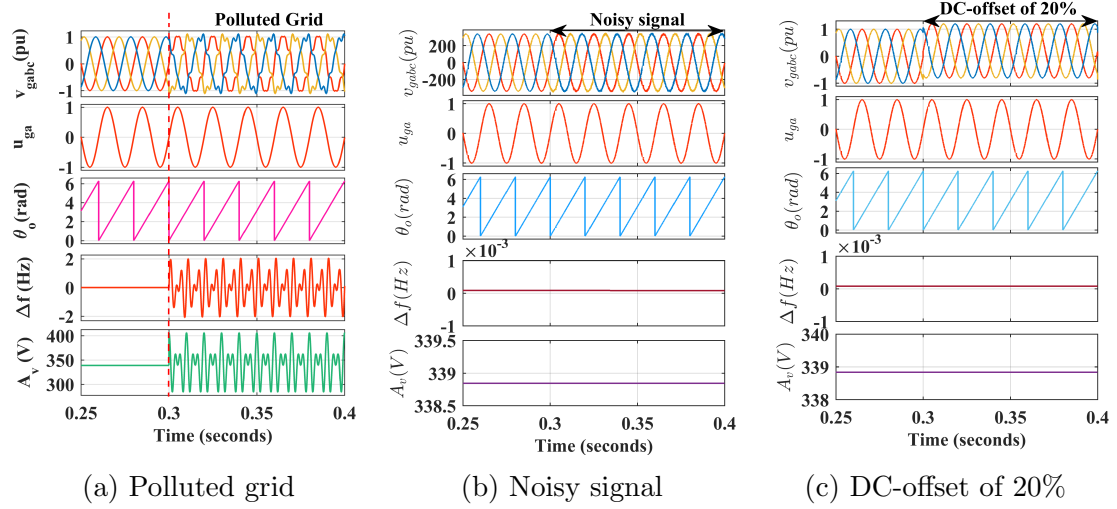 Polluted Grid
v_gabc(pu)
1
0
-1
u_ga
1
0
-1
θ_o(rad)
6
4
2
0
Δf (Hz)
2
0
-2
A_v (V)
400
350
300
0.25
0.3
0.35
0.4
Time (seconds)
(a) Polluted grid
Noisy signal
v_gabc(pu)
200
0
-200
u_ga
1
0
-1
θ_o(rad)
6
4
2
0
×10^-3
Δf(Hz)
1
0
-1
A_v(V)
339.5
339
338.5
0.25
0.3
0.35
0.4
Time (seconds)
(b) Noisy signal
DC-offset of 20%
v_gabc(pu)
1
0
-1
u_ga
1
0
-1
θ_o(rad)
6
4
2
0
×10^-3
Δf(Hz)
1
0
-1
A_v(V)
340
339
338
0.25
0.3
0.35
0.4
Time (seconds)
(c) DC-offset of 20%